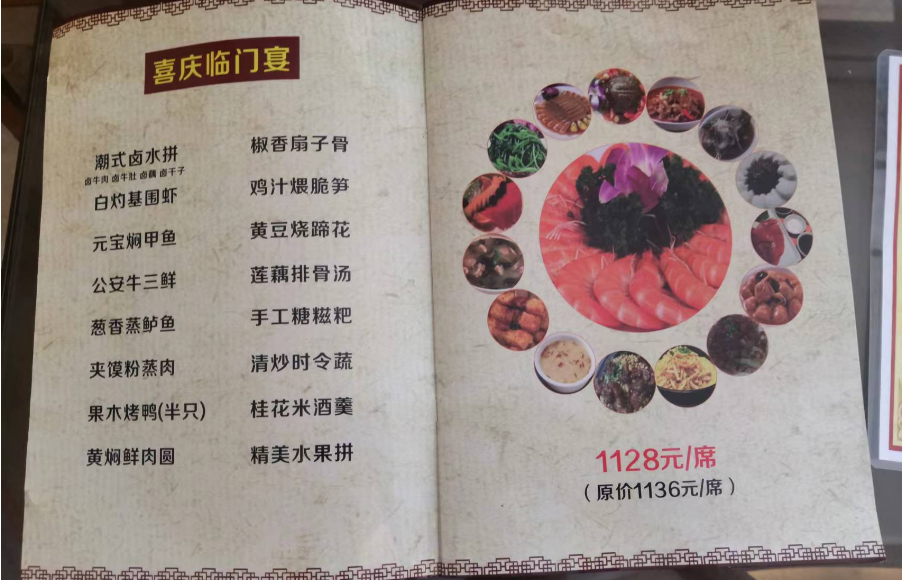 喜庆临门宴
潮式卤水拼
卤牛肉 卤牛肚 卤藕 卤干子
白灼基围虾
元宝焖甲鱼
公安牛三鲜
葱香蒸鲈鱼
夹馍粉蒸肉
果木烤鸭(半只)
黄焖鲜肉圆
椒香扇子骨
鸡汁煨脆笋
黄豆烧蹄花
莲藕排骨汤
手工糖糍粑
清炒时令蔬
桂花米酒羹
精美水果拼
1128元/席
(原价1136元/席)